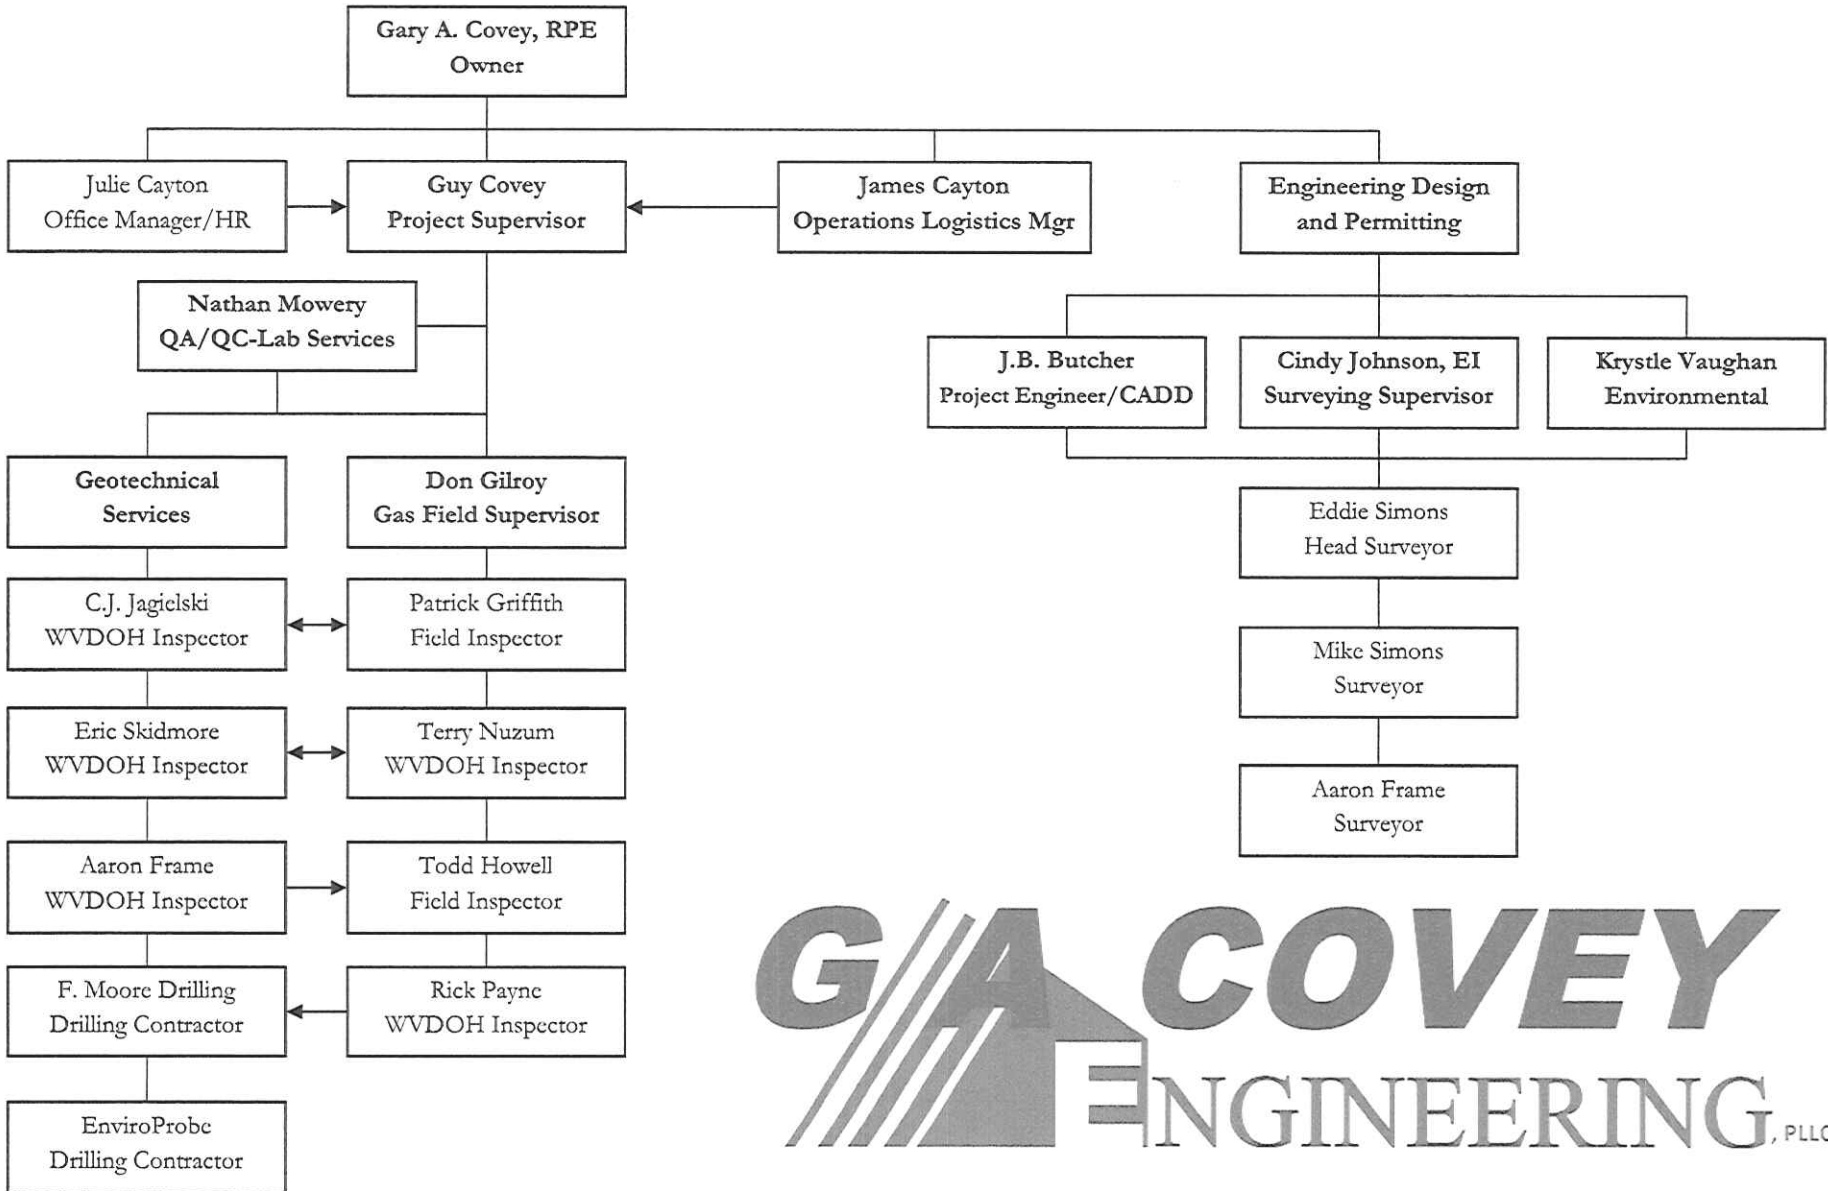 Gary A. Covey, RPE
Owner
Julie Cayton
Office Manager/HR
Guy Covey
Project Supervisor
James Cayton
Operations Logistics Mgr
Engineering Design
and Permitting
Nathan Mowery
QA/QC-Lab Services
J.B. Butcher
Project Engineer/CADD
Cindy Johnson, EI
Surveying Supervisor
Krystle Vaughan
Environmental
Geotechnical
Services
Don Gilroy
Gas Field Supervisor
Eddie Simons
Head Surveyor
C.J. Jagielski
WVDOH Inspector
Patrick Griffith
Field Inspector
Mike Simons
Surveyor
Eric Skidmore
WVDOH Inspector
Terry Nuzum
WVDOH Inspector
Aaron Frame
Surveyor
Aaron Frame
WVDOH Inspector
Todd Howell
Field Inspector
F. Moore Drilling
Drilling Contractor
Rick Payne
WVDOH Inspector
EnviroProbe
Drilling Contractor
GA COVEY
ENGINEERING, PLLC